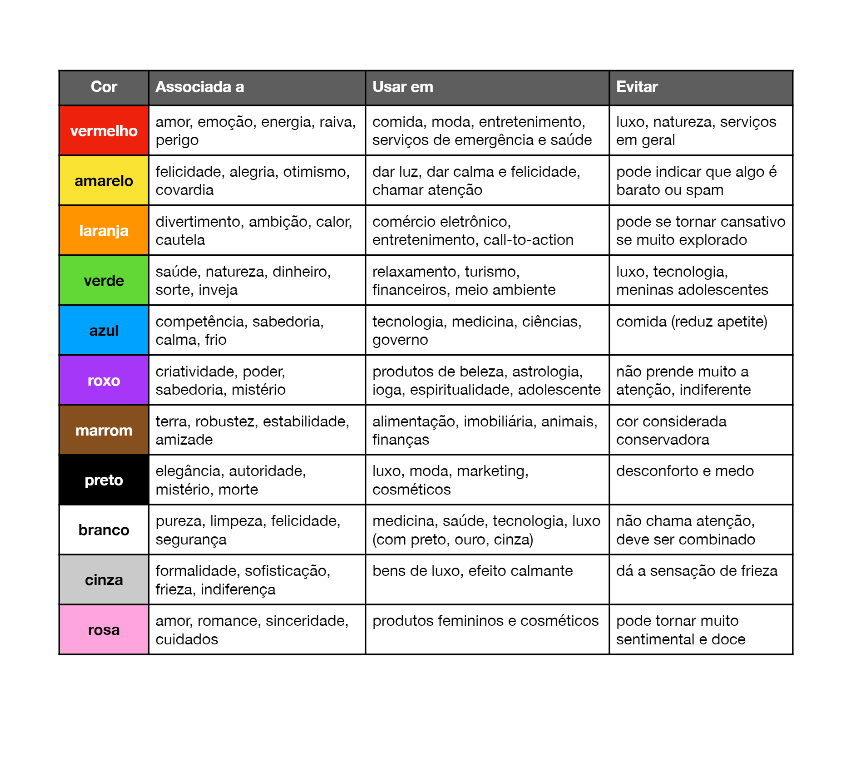 Cor Associada a Usar em Evitar
vermelho amor, emoção, energia, raiva, perigo comida, moda, entretenimento, serviços de emergência e saúde luxo, natureza, serviços em geral
amarelo felicidade, alegria, otimismo, covardia dar luz, dar calma e felicidade, chamar atenção pode indicar que algo é barato ou spam
laranja divertimento, ambição, calor, cautela comércio eletrônico, entretenimento, call-to-action pode se tornar cansativo se muito explorado
verde saúde, natureza, dinheiro, sorte, inveja relaxamento, turismo, financeiros, meio ambiente luxo, tecnologia, meninas adolescentes
azul competência, sabedoria, calma, frio tecnologia, medicina, ciências, governo comida (reduz apetite)
roxo criatividade, poder, sabedoria, mistério produtos de beleza, astrologia, ioga, espiritualidade, adolescente não prende muito a atenção, indiferente
marrom terra, robustez, estabilidade, amizade alimentação, imobiliária, animais, finanças cor considerada conservadora
preto elegância, autoridade, mistério, morte luxo, moda, marketing, cosméticos desconforto e medo
branco pureza, limpeza, felicidade, segurança medicina, saúde, tecnologia, luxo (com preto, ouro, cinza) não chama atenção, deve ser combinado
cinza formalidade, sofisticação, frieza, indiferença bens de luxo, efeito calmante dá a sensação de frieza
rosa amor, romance, sinceridade, cuidados produtos femininos e cosméticos pode tornar muito sentimental e doce